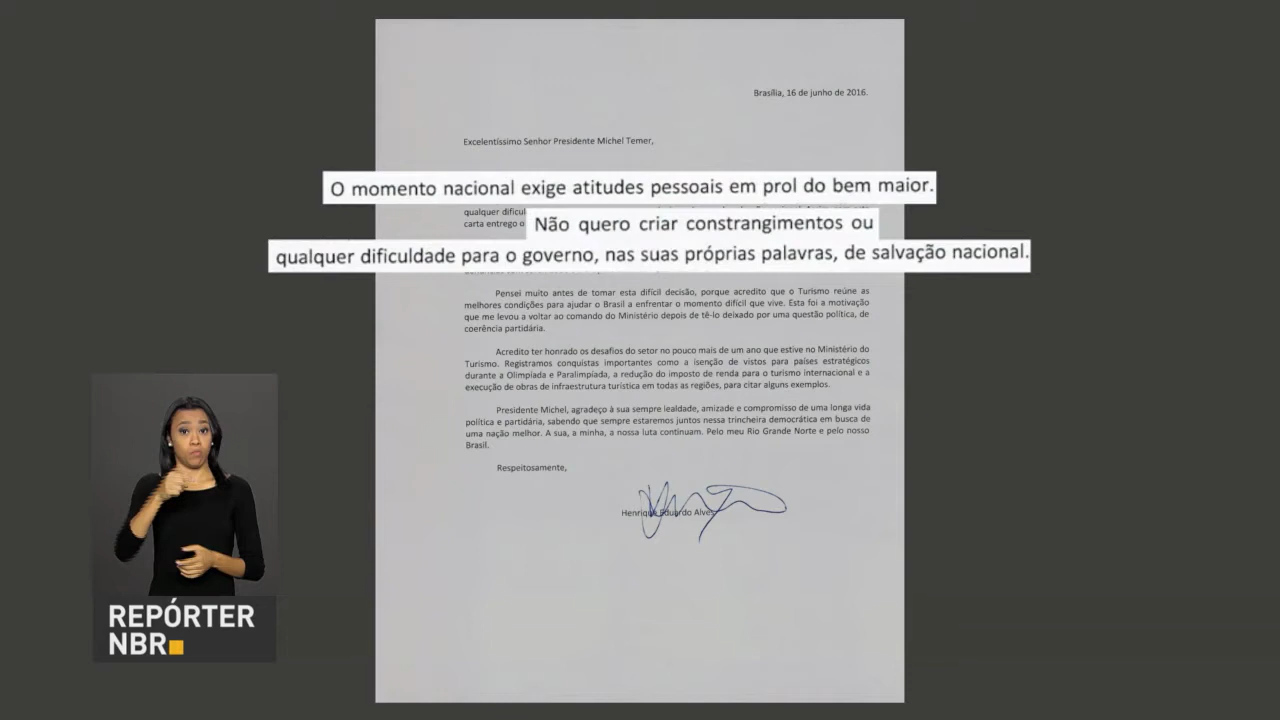 Brasília, 16 de junho de 2016.
Excelentíssimo Senhor Presidente Michel Temer,
O momento nacional exige atitudes pessoais em prol do bem maior.
qualquer dificul
carta entrego o
Não quero criar constrangimentos ou
qualquer dificuldade para o governo, nas suas próprias palavras, de salvação nacional.
Pensei muito antes de tomar esta difícil decisão, porque acredito que o Turismo reúne as
melhores condições para ajudar o Brasil a enfrentar o momento difícil que vive. Esta foi a motivação
que me levou a voltar ao comando do Ministério depois de tê-lo deixado por uma questão política, de
coerência partidária.
Acredito ter honrado os desafios do setor no pouco mais de um ano que estive no Ministério do
Turismo. Registramos conquistas importantes como a isenção de vistos para países estratégicos
durante a Olimpíada e Paralimpíada, a redução do imposto de renda para o turismo internacional e a
execução de obras de infraestrutura turística em todas as regiões, para citar alguns exemplos.
Presidente Michel, agradeço à sua sempre lealdade, amizade e compromisso de uma longa vida
política e partidária, sabendo que sempre estaremos juntos nessa trincheira democrática em busca de
uma nação melhor. A sua, a minha, a nossa luta continuam. Pelo meu Rio Grande Norte e pelo nosso
Brasil.
Respeitosamente,
Henrique Eduardo Alves
REPÓRTER
NBR